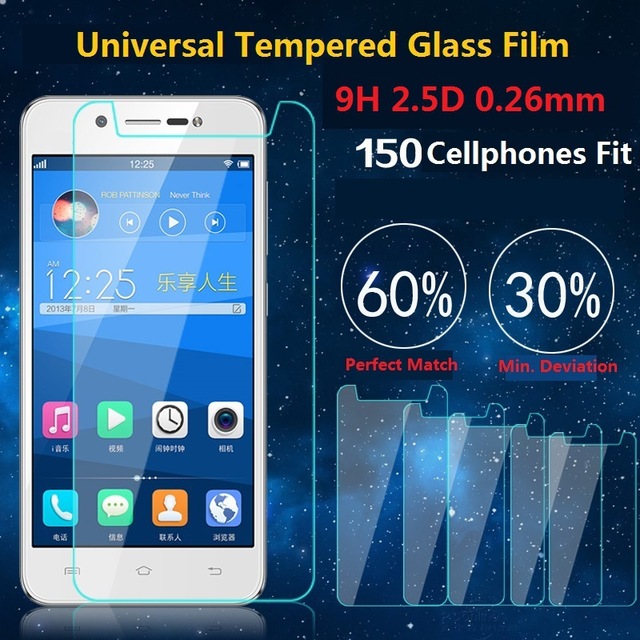 Universal Tempered Glass Film
9H 2.5D 0.26mm
150 Cellphones Fit
12:25
ROB PATTINSON Never Think
AM
12:25
乐享人生
2013年7月8日 星期一
i音乐 视频 闹钟时钟 相机
电话 信息 联系人 浏览器
60%
30%
Perfect Match
Min. Deviation